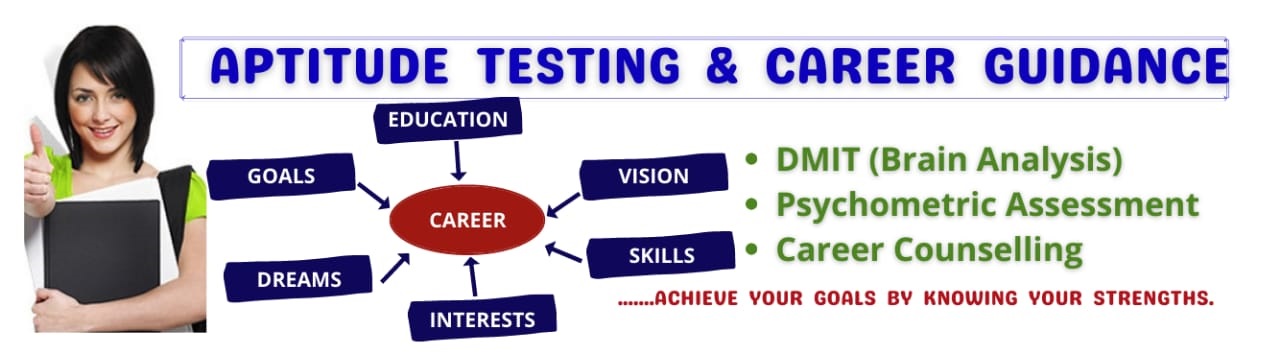 APTITUDE TESTING & CAREER GUIDANCE
EDUCATION
GOALS
VISION
CAREER
DREAMS
SKILLS
INTERESTS
• DMIT (Brain Analysis)
• Psychometric Assessment
• Career Counselling
.......ACHIEVE YOUR GOALS BY KNOWING YOUR STRENGTHS.